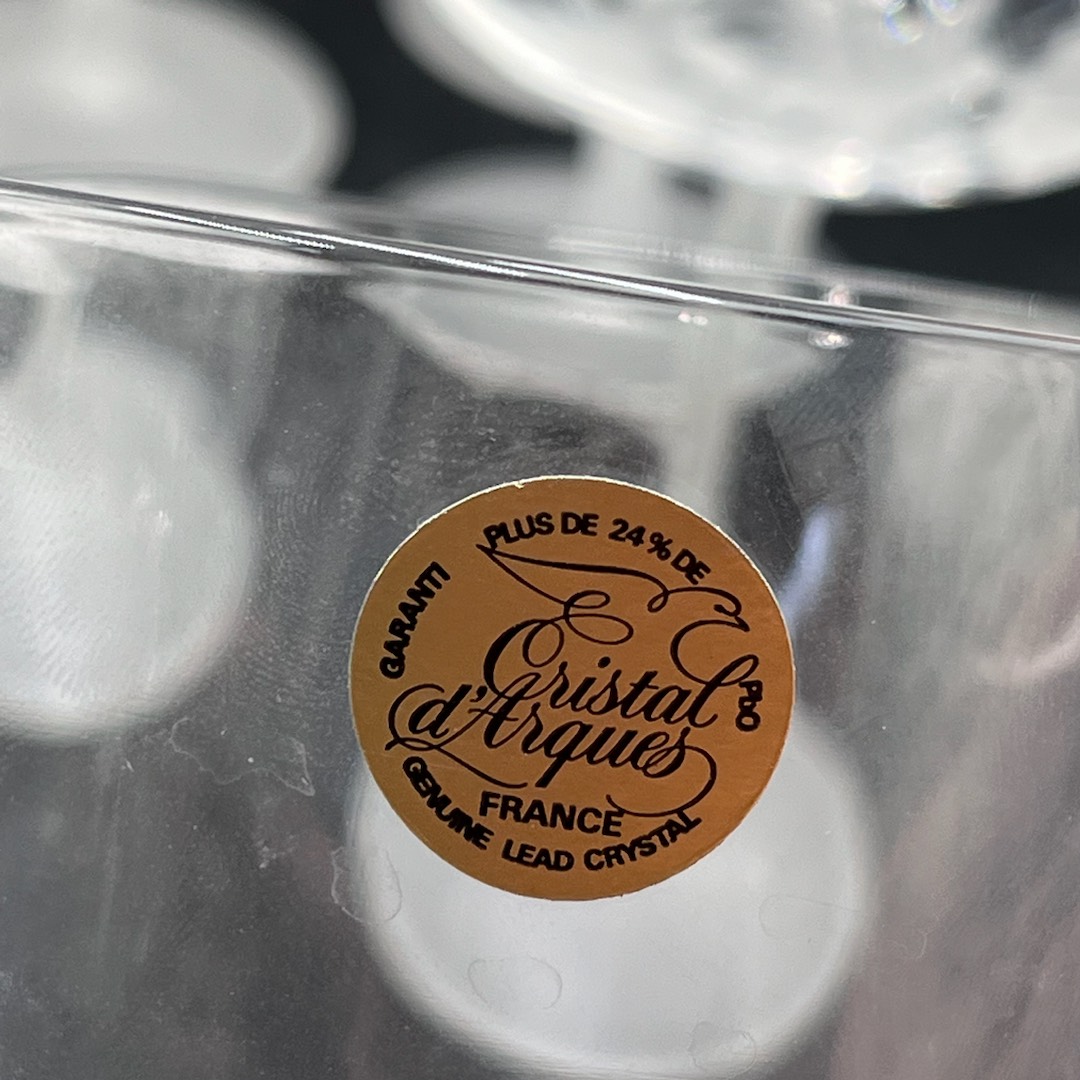 GARANTI PLUS DE 24% DE PbO
Cristal
d'Arques
FRANCE
GENUINE LEAD CRYSTAL